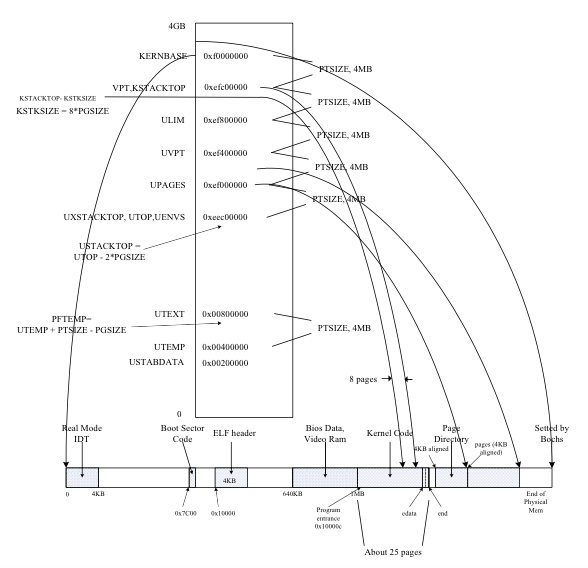 4GB
KERNBASE 0xf0000000
PTSIZE, 4MB
VPT,KSTACKTOP 0xefc00000
KSTACKTOP- KSTKSIZE
KSTKSIZE = 8*PGSIZE
PTSIZE, 4MB
ULIM 0xef800000
PTSIZE, 4MB
UVPT 0xef400000
PTSIZE, 4MB
UPAGES 0xef000000
PTSIZE, 4MB
UXSTACKTOP, UTOP,UENVS 0xeec00000
USTACKTOP =
UTOP - 2*PGSIZE
UTEXT 0x00800000
PFTEMP=
UTEMP + PTSIZE - PGSIZE
PTSIZE, 4MB
UTEMP 0x00400000
USTABDATA 0x00200000
8 pages
0
Real Mode
IDT
Boot Sector
Code
ELF header
Bios Data,
Video Ram
Kernel Code
Page
Directory
Setted by
Bochs
4KB aligned
pages (4KB
aligned)
4KB
0
4KB
640KB
1MB
End of
Physical
Mem
0x7C00
0x10000
Program
entrance
0x10000c
edata
end
About 25 pages